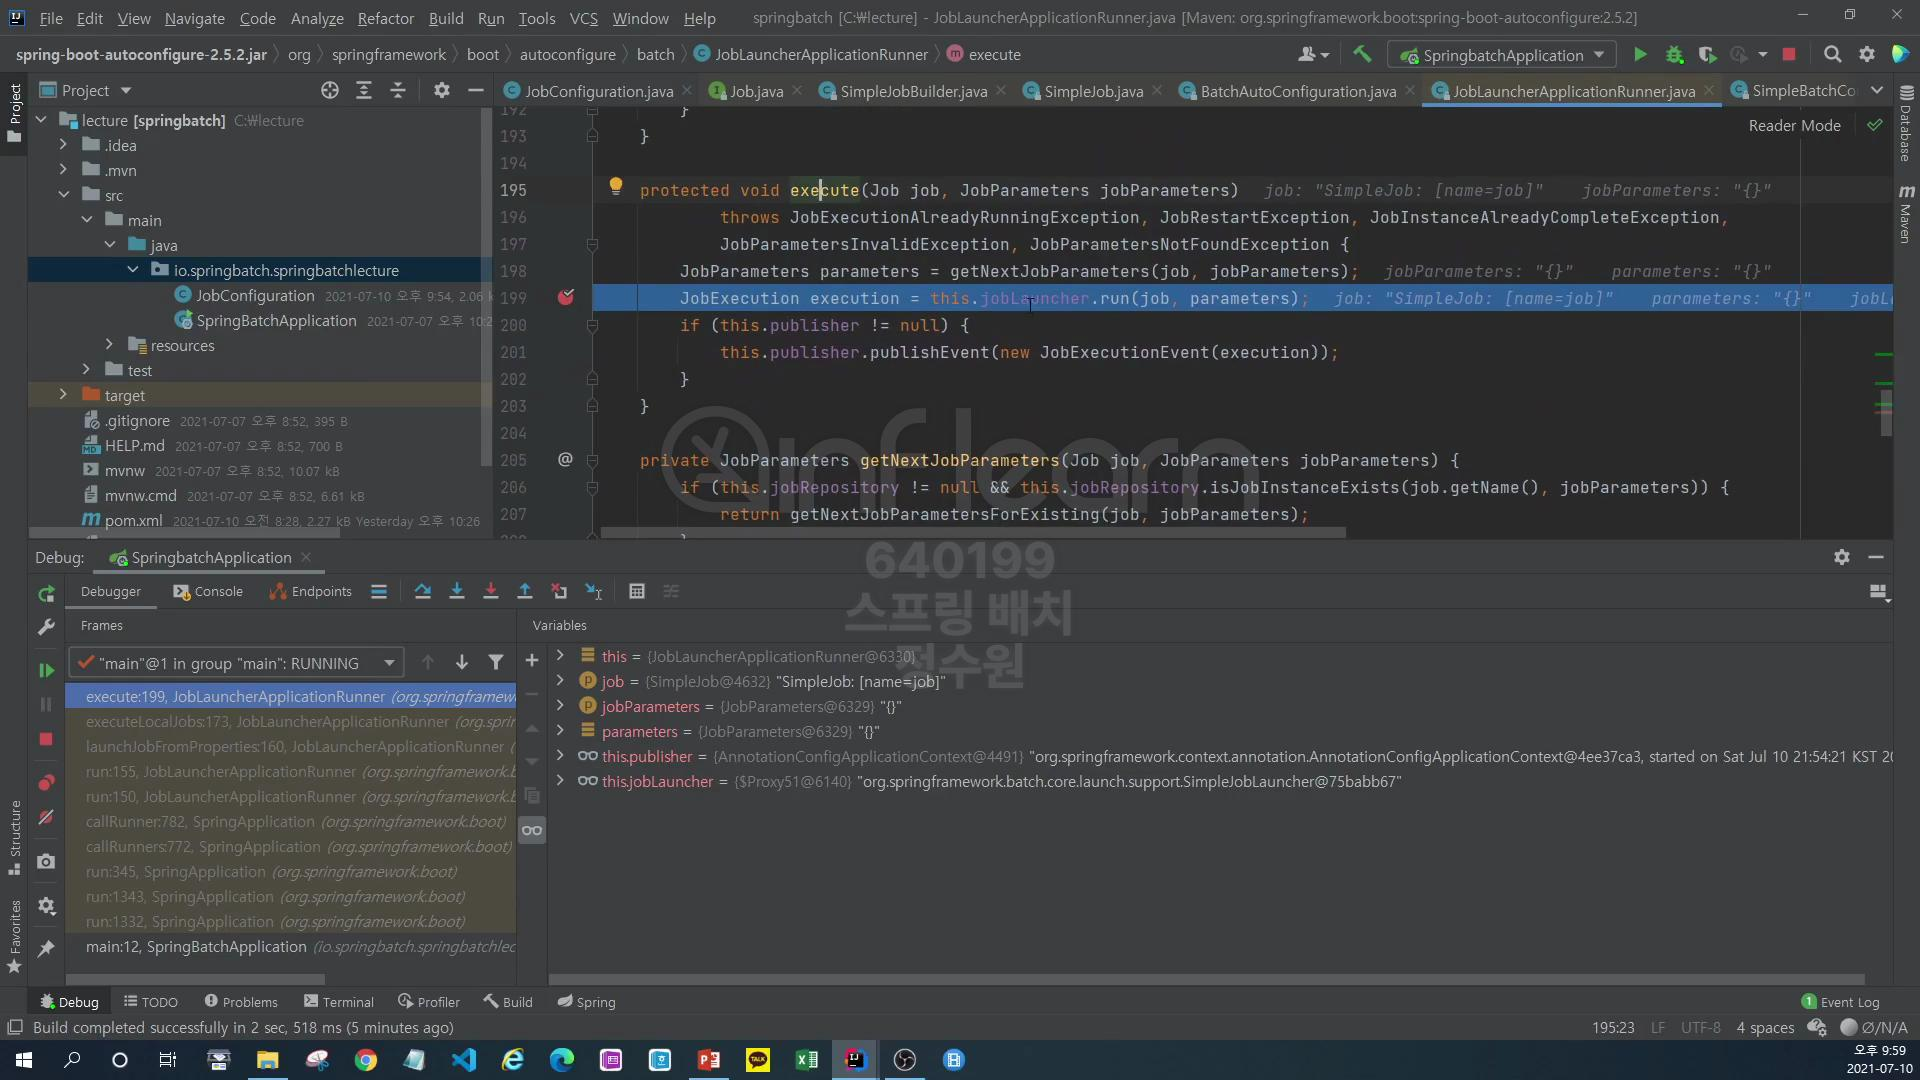 File Edit View Navigate Code Analyze Refactor Build Run Tools VCS Window Help springbatch [C:₩lecture] - JobLauncherApplicationRunner.java [Maven: org.springframework.boot:spring-boot-autoconfigure:2.5.2]
spring-boot-autoconfigure-2.5.2.jar org springframework boot autoconfigure batch JobLauncherApplicationRunner execute SpringbatchApplication
Project
JobConfiguration.java Job.java SimpleJobBuilder.java SimpleJob.java BatchAutoConfiguration.java JobLauncherApplicationRunner.java SimpleBatchCo
Reader Mode
lecture [springbatch] C:₩lecture
.idea
.mvn
src
main
java
io.springbatch.springbatchlecture
JobConfiguration 2021-07-10 오후 9:54, 2.06 k
SpringBatchApplication 2021-07-10 오후 10:2
resources
test
target
.gitignore 2021-07-07 오후 8:52, 395 B
HELP.md 2021-07-07 오후 8:52, 700 B
mvnw 2021-07-07 오후 8:52, 10.07 kB
mvnw.cmd 2021-07-07 오후 8:52, 6.61 kB
pom.xml 2021-07-10 오전 8:28, 2.27 kB Yesterday 오후 10:26
192 }
193 }
194
195 protected void execute(Job job, JobParameters jobParameters) job: "SimpleJob: [name=job]" jobParameters: "{}"
196 throws JobExecutionAlreadyRunningException, JobRestartException, JobInstanceAlreadyCompleteException,
197 JobParametersInvalidException, JobParametersNotFoundException {
198 JobParameters parameters = getNextJobParameters(job, jobParameters); jobParameters: "{}" parameters: "{}"
199 JobExecution execution = this.jobLauncher.run(job, parameters); job: "SimpleJob: [name=job]" parameters: "{}" jobL
200 if (this.publisher != null) {
201 this.publisher.publishEvent(new JobExecutionEvent(execution));
202 }
203 }
204
205 @ private JobParameters getNextJobParameters(Job job, JobParameters jobParameters) {
206 if (this.jobRepository != null && this.jobRepository.isJobInstanceExists(job.getName(), jobParameters)) {
207 return getNextJobParametersForExisting(job, jobParameters);
Database
Maven
inflearn
640199
스프링 배치
정수원
Debug: SpringbatchApplication
Debugger Console Endpoints
Frames
"main"@1 in group "main": RUNNING
execute:199, JobLauncherApplicationRunner (org.springframew
executeLocalJobs:173, JobLauncherApplicationRunner (org.sprin
launchJobFromProperties:160, JobLauncherApplicationRunner (
run:155, JobLauncherApplicationRunner (org.springframework.b
run:150, JobLauncherApplicationRunner (org.springframework.b
callRunner:782, SpringApplication (org.springframework.boot)
callRunners:772, SpringApplication (org.springframework.boot)
run:345, SpringApplication (org.springframework.boot)
run:1343, SpringApplication (org.springframework.boot)
run:1332, SpringApplication (org.springframework.boot)
main:12, SpringBatchApplication (io.springbatch.springbatchlec
Variables
this = {JobLauncherApplicationRunner@6330}
job = {SimpleJob@4632} "SimpleJob: [name=job]"
jobParameters = {JobParameters@6329} "{}"
parameters = {JobParameters@6329} "{}"
this.publisher = {AnnotationConfigApplicationContext@4491} "org.springframework.context.annotation.AnnotationConfigApplicationContext@4ee37ca3, started on Sat Jul 10 21:54:21 KST 20
this.jobLauncher = {$Proxy51@6140} "org.springframework.batch.core.launch.support.SimpleJobLauncher@75babb67"
Structure
Favorites
Debug TODO Problems Terminal Profiler Build Spring 1 Event Log
Build completed successfully in 2 sec, 518 ms (5 minutes ago) 195:23 LF UTF-8 4 spaces Ø/N/A
오후 9:59
2021-07-10